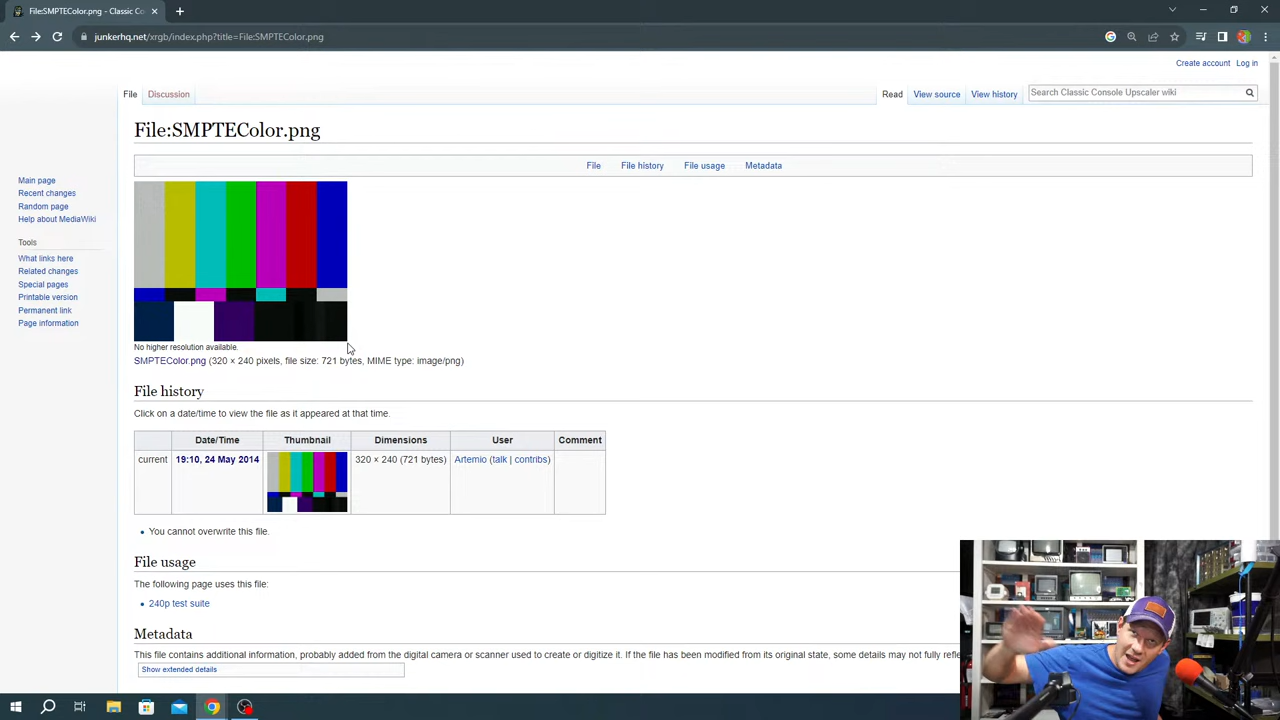 File:SMPTEColor.png - Classic Co
junkerhq.net/xrgb/index.php?title=File:SMPTEColor.png
Create account Log in
File Discussion Read View source View history Search Classic Console Upscaler wiki
File:SMPTEColor.png
File File history File usage Metadata
Main page
Recent changes
Random page
Help about MediaWiki
Tools
What links here
Related changes
Special pages
Printable version
Permanent link
Page information
No higher resolution available.
SMPTEColor.png (320 × 240 pixels, file size: 721 bytes, MIME type: image/png)
File history
Click on a date/time to view the file as it appeared at that time.
Date/Time Thumbnail Dimensions User Comment
current 19:10, 24 May 2014 320 × 240 (721 bytes) Artemio (talk | contribs)
You cannot overwrite this file.
File usage
The following page uses this file:
240p test suite
Metadata
This file contains additional information, probably added from the digital camera or scanner used to create or digitize it. If the file has been modified from its original state, some details may not fully refle
Show extended details